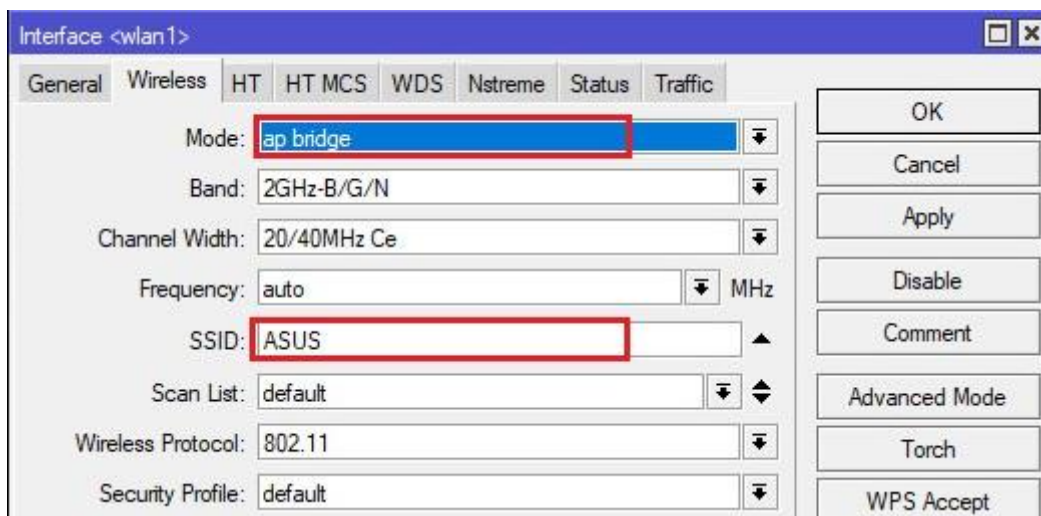 Interface <wlan1>
General Wireless HT HT MCS WDS Nstreme Status Traffic
Mode: ap bridge
Band: 2GHz-B/G/N
Channel Width: 20/40MHz Ce
Frequency: auto MHz
SSID: ASUS
Scan List: default
Wireless Protocol: 802.11
Security Profile: default
OK
Cancel
Apply
Disable
Comment
Advanced Mode
Torch
WPS Accept